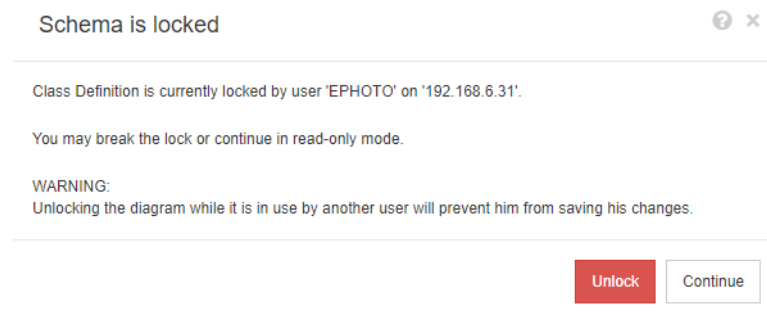 Schema is locked
Class Definition is currently locked by user 'EPHOTO' on '192.168.6.31'.
You may break the lock or continue in read-only mode.
WARNING:
Unlocking the diagram while it is in use by another user will prevent him from saving his changes.
Unlock Continue